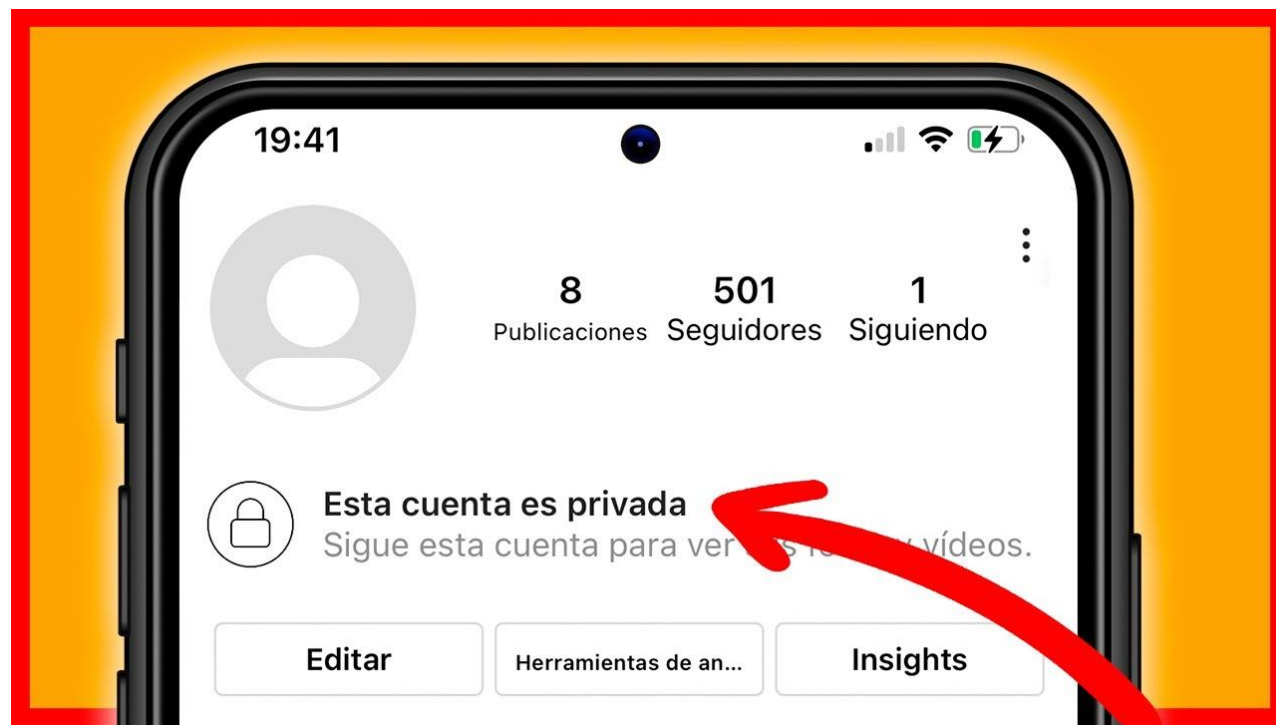 19:41
8 501 1
Publicaciones Seguidores Siguiendo
Esta cuenta es privada
Sigue esta cuenta para ver vídeos.
Editar Herramientas de an... Insights